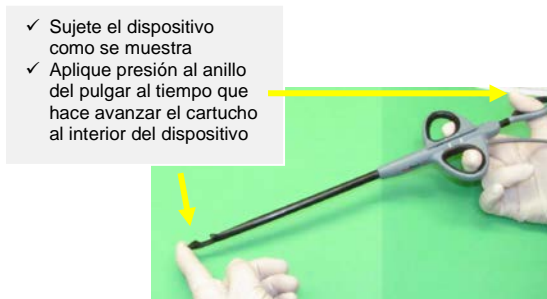 ✓ Sujete el dispositivo
como se muestra
✓ Aplique presión al anillo
del pulgar al tiempo que
hace avanzar el cartucho
al interior del dispositivo